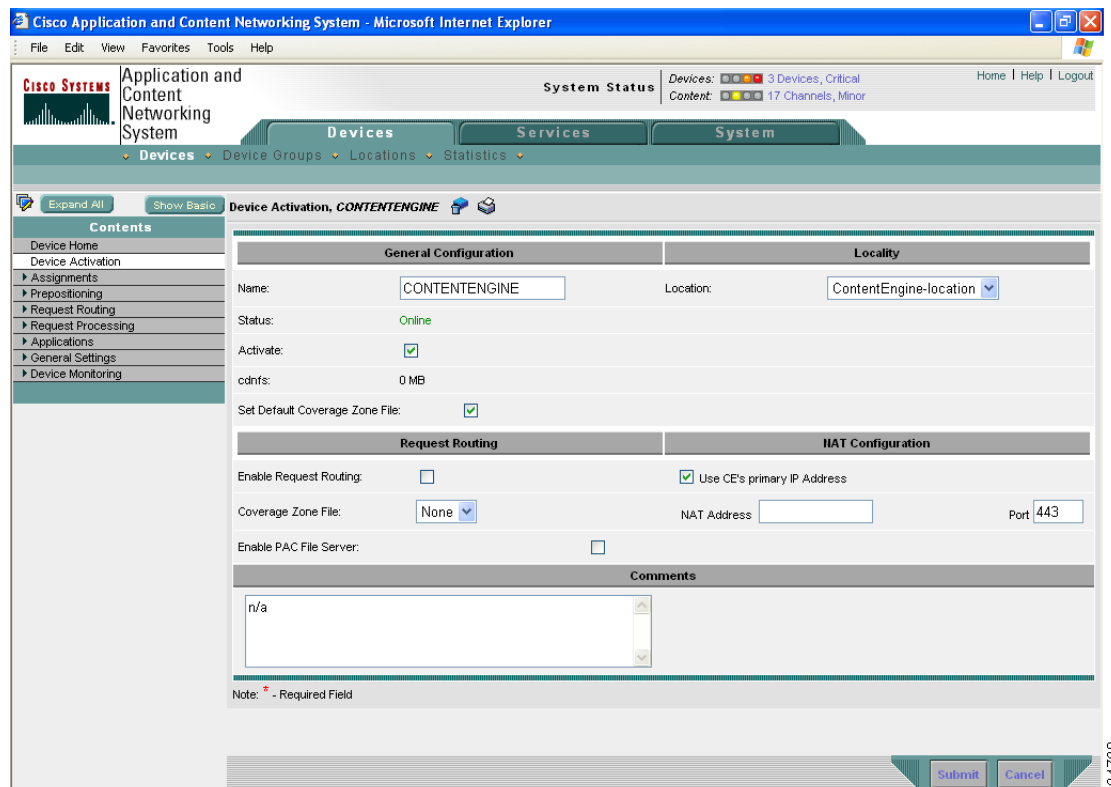 Cisco Application and Content Networking System - Microsoft Internet Explorer
File Edit View Favorites Tools Help
CISCO SYSTEMS
Application and
Content
Networking
System
System Status
Devices: 3 Devices, Critical
Content: 17 Channels, Minor
Home | Help | Logout
Devices Services System
Devices Device Groups Locations Statistics
Expand All Show Basic
Contents
Device Home
Device Activation
Assignments
Prepositioning
Request Routing
Request Processing
Applications
General Settings
Device Monitoring
Device Activation, CONTENTENGINE
General Configuration Locality
Name: CONTENTENGINE Location: ContentEngine-location
Status: Online
Activate:
cdnfs: 0 MB
Set Default Coverage Zone File:
Request Routing NAT Configuration
Enable Request Routing: Use CE's primary IP Address
Coverage Zone File: None NAT Address Port 443
Enable PAC File Server:
Comments
n/a
Note: * - Required Field
Submit Cancel